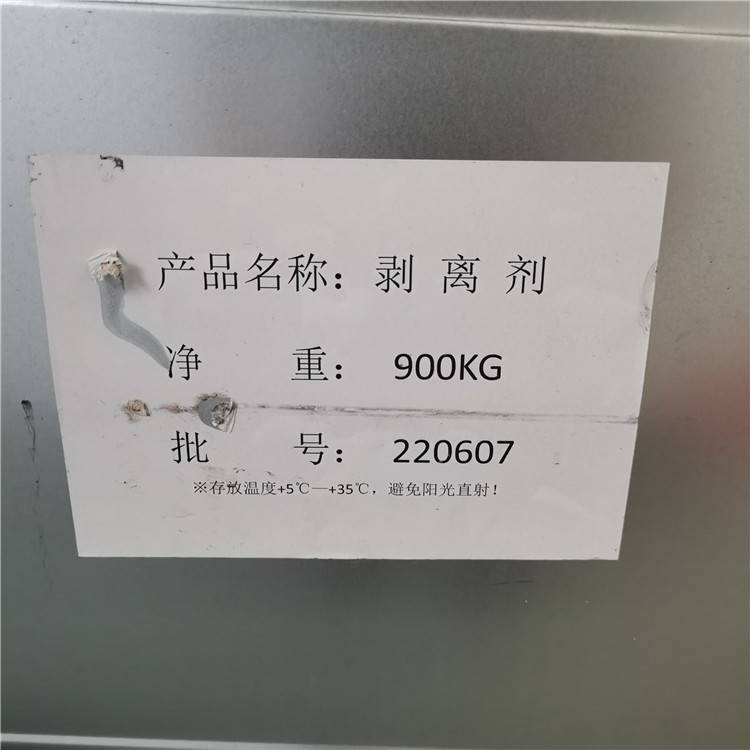 产品名称：剥 离 剂
净 重： 900KG
批 号： 220607
※存放温度+5℃—+35℃，避免阳光直射！